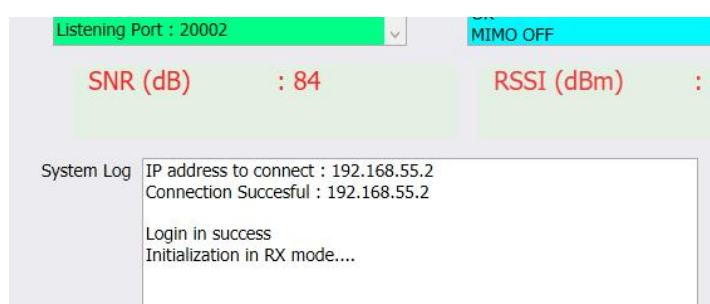 Listening Port : 20002
OK
MIMO OFF
SNR (dB) : 84
RSSI (dBm) :
System Log
IP address to connect : 192.168.55.2
Connection Succesful : 192.168.55.2
Login in success
Initialization in RX mode....